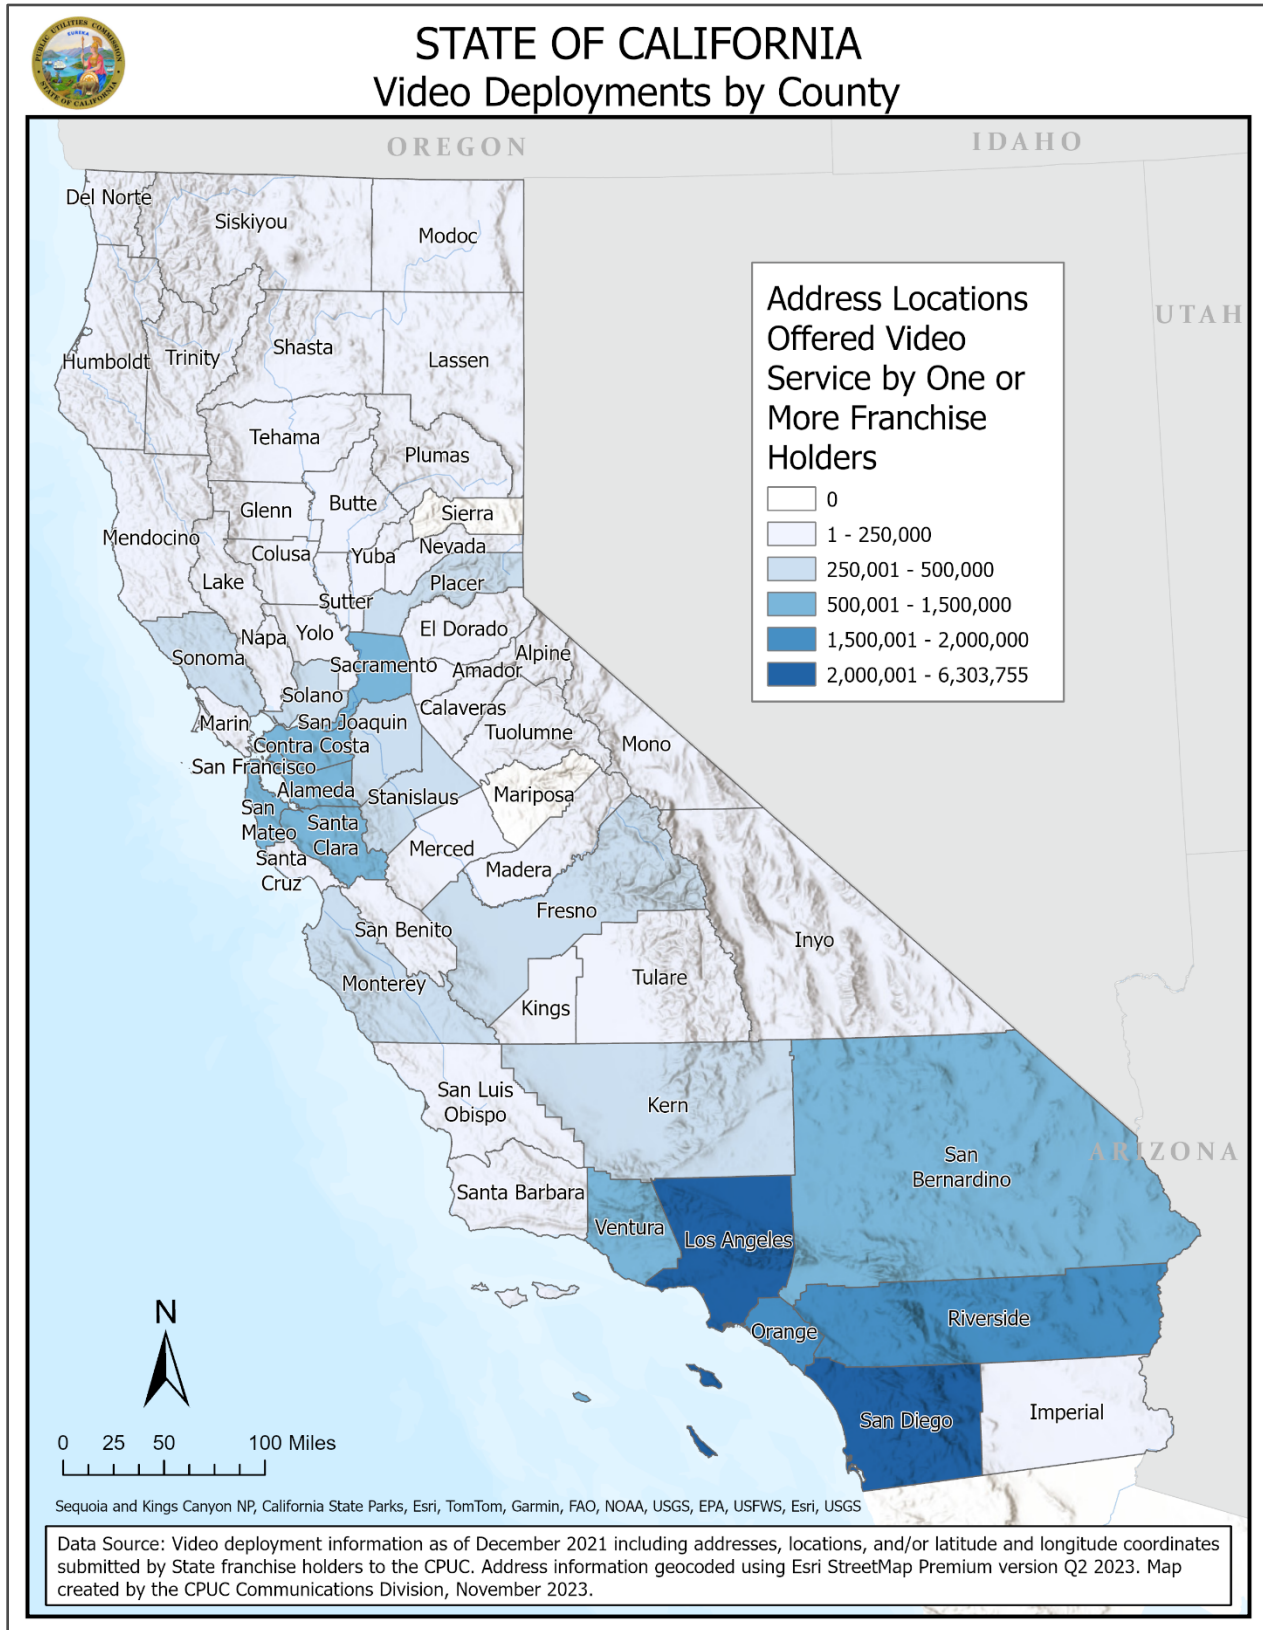 PUBLIC UTILITIES COMMISSION
EUREKA
STATE OF CALIFORNIA
STATE OF CALIFORNIA
Video Deployments by County
OREGON
IDAHO
UTAH
ARIZONA
Del Norte
Siskiyou
Modoc
Humboldt
Trinity
Shasta
Lassen
Tehama
Plumas
Glenn
Butte
Sierra
Mendocino
Colusa
Yuba
Nevada
Lake
Placer
Sutter
Napa
Yolo
El Dorado
Sonoma
Sacramento
Alpine
Amador
Solano
Calaveras
Marin
San Joaquin
Tuolumne
Contra Costa
Mono
San Francisco
Alameda
Stanislaus
Mariposa
San
Mateo
Santa
Clara
Merced
Santa
Cruz
Madera
Fresno
San Benito
Inyo
Monterey
Tulare
Kings
San Luis
Obispo
Kern
San
Bernardino
Santa Barbara
Ventura
Los Angeles
Orange
Riverside
San Diego
Imperial
Address Locations
Offered Video
Service by One or
More Franchise
Holders
0
1 - 250,000
250,001 - 500,000
500,001 - 1,500,000
1,500,001 - 2,000,000
2,000,001 - 6,303,755
N
0 25 50 100 Miles
Sequoia and Kings Canyon NP, California State Parks, Esri, TomTom, Garmin, FAO, NOAA, USGS, EPA, USFWS, Esri, USGS
Data Source: Video deployment information as of December 2021 including addresses, locations, and/or latitude and longitude coordinates
submitted by State franchise holders to the CPUC. Address information geocoded using Esri StreetMap Premium version Q2 2023. Map
created by the CPUC Communications Division, November 2023.